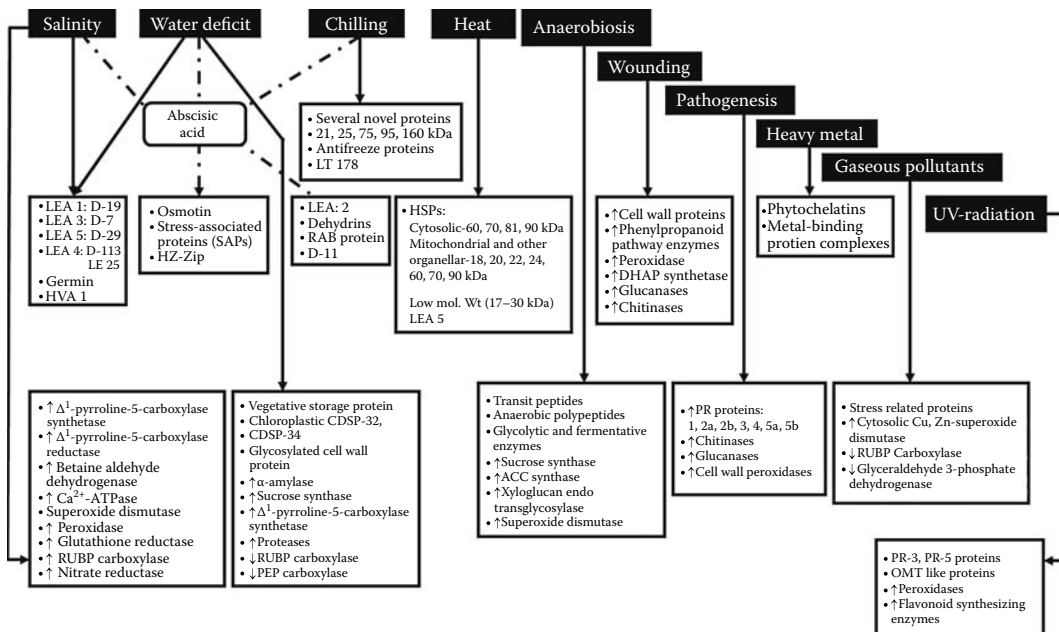 Salinity
Water deficit
Chilling
Heat
Anaerobiosis
Wounding
Pathogenesis
Heavy metal
Gaseous pollutants
UV-radiation
Abscisic
acid
• Several novel proteins
• 21, 25, 75, 95, 160 kDa
• Antifreeze proteins
• LT 178
• LEA 1: D-19
• LEA 3: D-7
• LEA 5: D-29
• LEA 4: D-113
LE 25
• Germin
• HVA 1
• Osmotin
• Stress-associated
proteins (SAPs)
• HZ-Zip
• LEA: 2
• Dehydrins
• RAB protein
• D-11
• HSPs:
Cytosolic-60, 70, 81, 90 kDa
Mitochondrial and other
organellar-18, 20, 22, 24,
60, 70, 90 kDa
Low mol. Wt (17–30 kDa)
LEA 5
• ↑Cell wall proteins
• ↑Phenylpropanoid
pathway enzymes
• ↑Peroxidase
• ↑DHAP synthetase
• ↑Glucanases
• ↑Chitinases
• Phytochelatins
• Metal-binding
protien complexes
• ↑ Δ¹-pyrroline-5-carboxylase
synthetase
• ↑ Δ¹-pyrroline-5-carboxylase
reductase
• ↑ Betaine aldehyde
dehydrogenase
• ↑ Ca²⁺-ATPase
• Superoxide dismutase
• ↑ Peroxidase
• ↑ Glutathione reductase
• ↑ RUBP carboxylase
• ↑ Nitrate reductase
• Vegetative storage protein
• Chloroplastic CDSP-32,
• CDSP-34
• Glycosylated cell wall
protein
• ↑α-amylase
• ↑Sucrose synthase
• ↑Δ¹-pyrroline-5-carboxylase
synthetase
• ↑Proteases
• ↓RUBP carboxylase
• ↓PEP carboxylase
• Transit peptides
• Anaerobic polypeptides
• Glycolytic and fermentative
enzymes
• ↑Sucrose synthase
• ↑ACC synthase
• ↑Xyloglucan endo
transglycosylase
• ↑Superoxide dismutase
• ↑PR proteins:
1, 2a, 2b, 3, 4, 5a, 5b
• ↑Chitinases
• ↑Glucanases
• ↑Cell wall peroxidases
• Stress related proteins
• ↑Cytosolic Cu, Zn-superoxide
dismutase
• ↓RUBP Carboxylase
• ↓Glyceraldehyde 3-phosphate
dehydrogenase
• PR-3, PR-5 proteins
• OMT like proteins
• ↑Peroxidases
• ↑Flavonoid synthesizing
enzymes